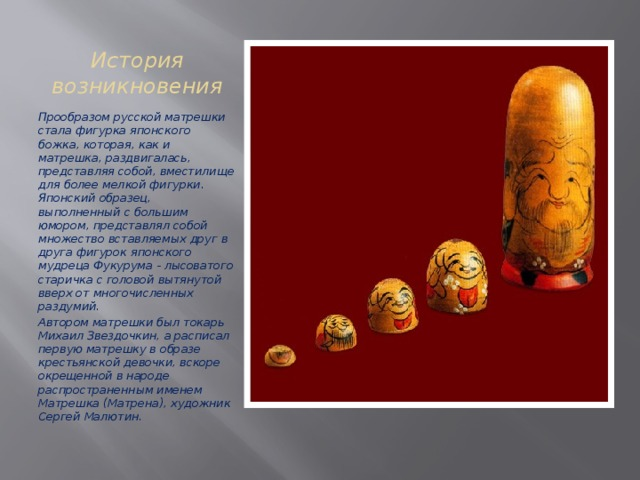 История
возникновения
Прообразом русской матрешки
стала фигурка японского
божка, которая, как и
матрешка, раздвигалась,
представляя собой, вместилище
для более мелкой фигурки.
Японский образец,
выполненный с большим
юмором, представлял собой
множество вставляемых друг в
друга фигурок японского
мудреца Фукурума - лысоватого
старичка с головой вытянутой
вверх от многочисленных
раздумий.
Автором матрешки был токарь
Михаил Звездочкин, а расписал
первую матрешку в образе
крестьянской девочки, вскоре
окрещенной в народе
распространенным именем
Матрешка (Матрена), художник
Сергей Малютин.